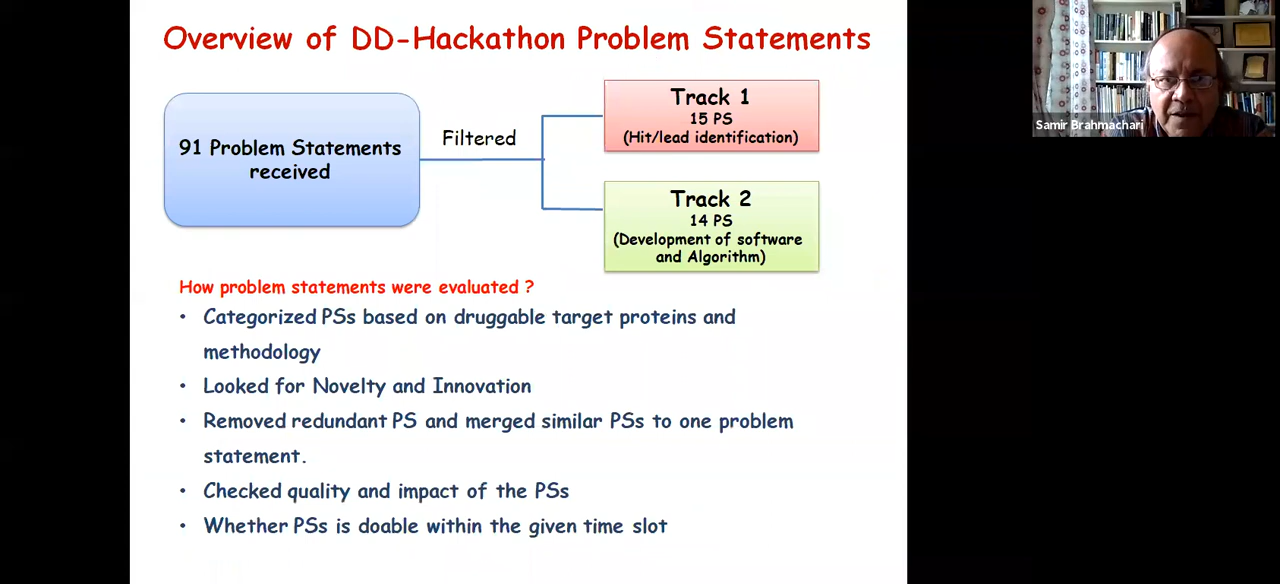 Overview of DD-Hackathon Problem Statements
91 Problem Statements
received
Filtered
Track 1
15 PS
(Hit/lead identification)
Track 2
14 PS
(Development of software
and Algorithm)
How problem statements were evaluated ?
• Categorized PSs based on druggable target proteins and
methodology
• Looked for Novelty and Innovation
• Removed redundant PS and merged similar PSs to one problem
statement.
• Checked quality and impact of the PSs
• Whether PSs is doable within the given time slot
Samir Brahmachari